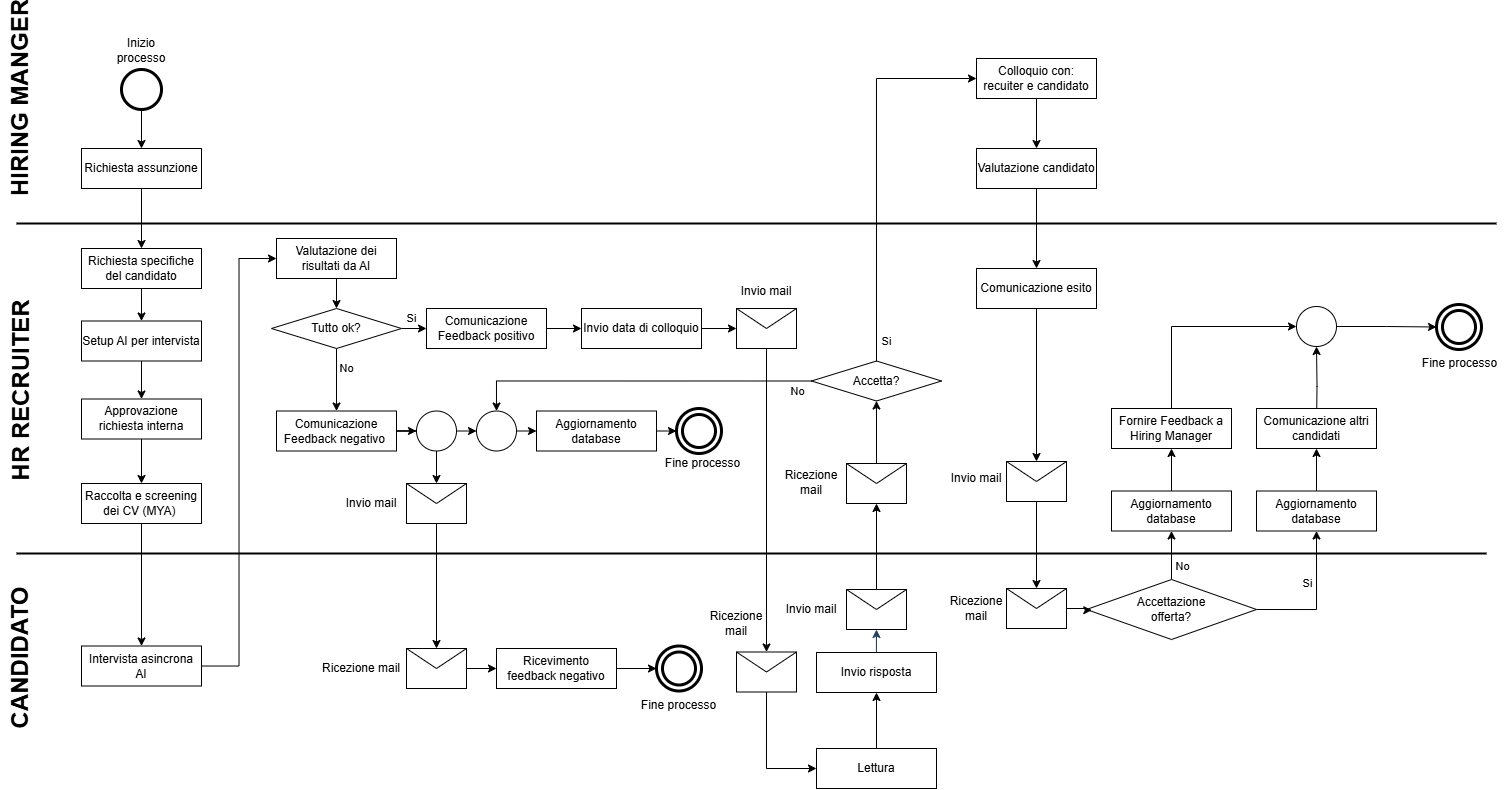 HIRING MANGER
Inizio
processo
Richiesta assunzione
Colloquio con:
recuiter e candidato
Valutazione candidato
HR RECRUITER
Richiesta specifiche
del candidato
Setup AI per intervista
Approvazione
richiesta interna
Raccolta e screening
dei CV (MYA)
Valutazione dei
risultati da AI
Tutto ok?
Si
No
Comunicazione
Feedback positivo
Invio data di colloquio
Invio mail
Comunicazione
Feedback negativo
Aggiornamento
database
Fine processo
Invio mail
Accetta?
Si
No
Ricezione
mail
Comunicazione esito
Invio mail
Fornire Feedback a
Hiring Manager
Comunicazione altri
candidati
Aggiornamento
database
Aggiornamento
database
Fine processo
CANDIDATO
Intervista asincrona
AI
Ricezione mail
Ricevimento
feedback negativo
Fine processo
Ricezione
mail
Invio mail
Invio risposta
Lettura
Ricezione
mail
Accettazione
offerta?
No
Si